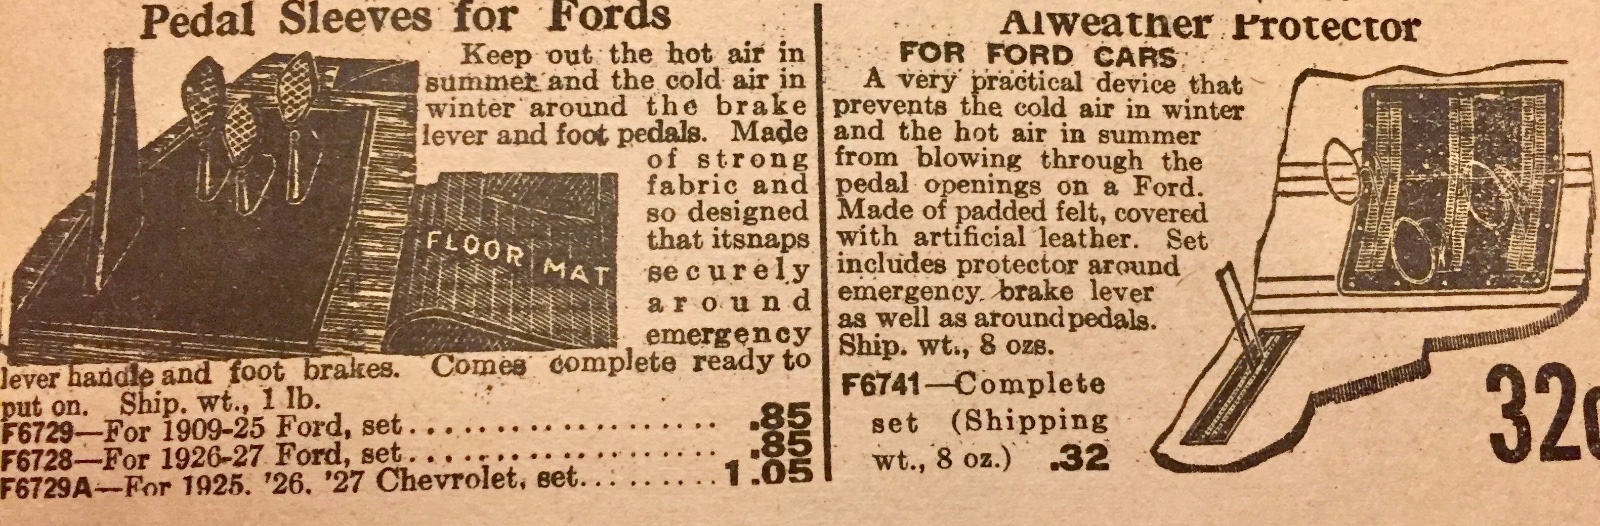 Pedal Sleeves for Fords
Keep out the hot air in
summer and the cold air in
winter around the brake
lever and foot pedals. Made
of strong
fabric and
so designed
that itsnaps
securely
around
emergency
lever handle and foot brakes. Comes complete ready to
put on. Ship. wt., 1 lb.
F6729—For 1909-25 Ford, set.................... .85
F6728—For 1926-27 Ford, set.................... .85
F6729A—For 1925, '26, '27 Chevrolet, set......... 1.05
FLOOR MAT
Alweather Protector
FOR FORD CARS
A very practical device that
prevents the cold air in winter
and the hot air in summer
from blowing through the
pedal openings on a Ford.
Made of padded felt, covered
with artificial leather. Set
includes protector around
emergency brake lever
as well as around pedals.
Ship. wt., 8 ozs.
F6741—Complete
set (Shipping
wt., 8 oz.) .32
32c